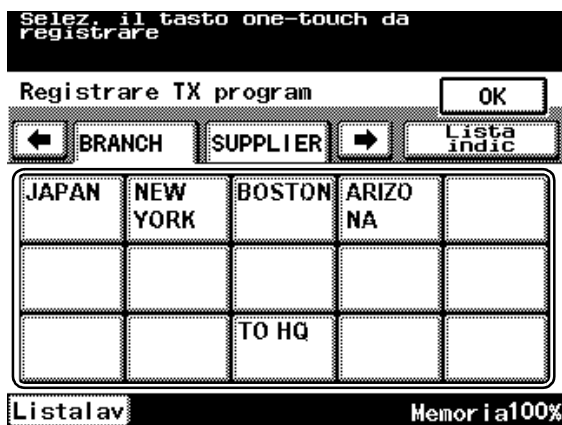 Selez. il tasto one-touch da
registrare
Registrare TX program
OK
BRANCH
SUPPLIER
Lista
indic
JAPAN
NEW
YORK
BOSTON
ARIZO
NA
TO HQ
Listalav
Memoria100%